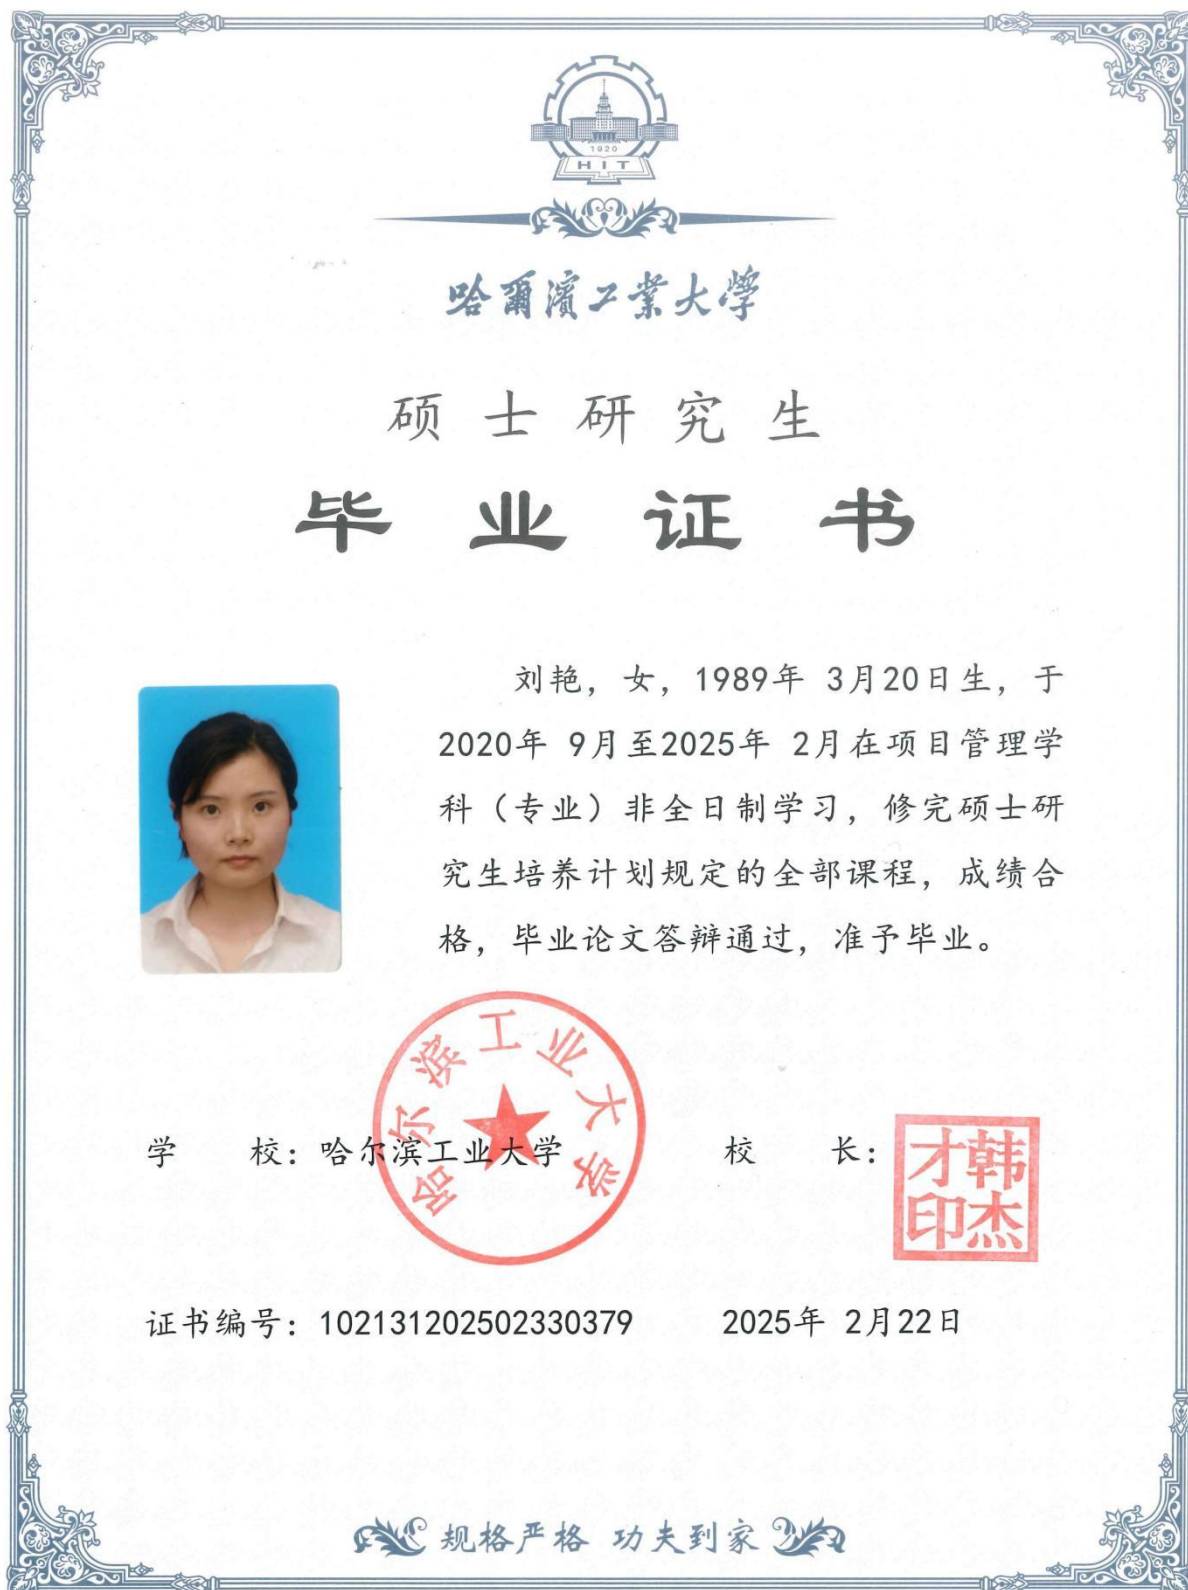 1920
HIT
哈爾濱工業大學
硕士研究生
毕业证书
刘艳，女，1989年 3月20日生，于
2020年 9月至2025年 2月在项目管理学
科（专业）非全日制学习，修完硕士研
究生培养计划规定的全部课程，成绩合
格，毕业论文答辩通过，准予毕业。
哈尔滨工业大学
学 校：哈尔滨工业大学
校 长：
韩杰才印
证书编号：102131202502330379
2025年 2月22日
规格严格 功夫到家